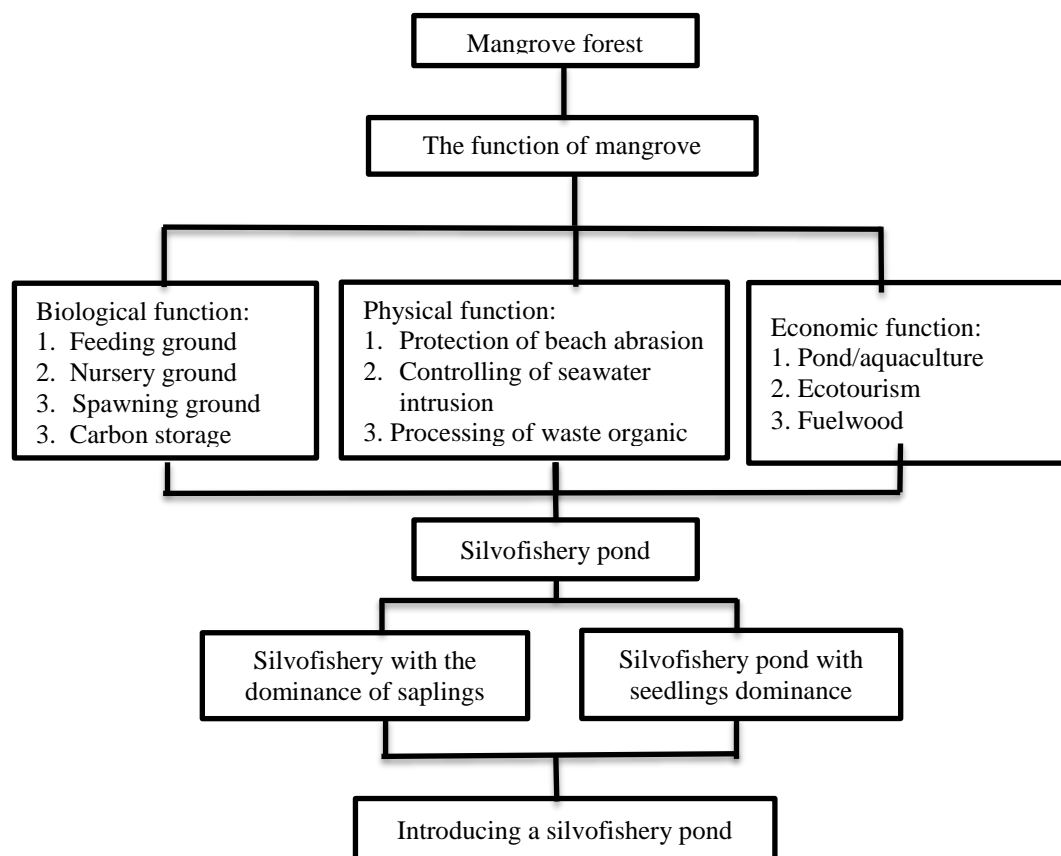 Mangrove forest
The function of mangrove
Biological function:
1. Feeding ground
2. Nursery ground
3. Spawning ground
3. Carbon storage
Physical function:
1. Protection of beach abrasion
2. Controlling of seawater
intrusion
3. Processing of waste organic
Economic function:
1. Pond/aquaculture
2. Ecotourism
3. Fuelwood
Silvofishery pond
Silvofishery with the
dominance of saplings
Silvofishery pond with
seedlings dominance
Introducing a silvofishery pond